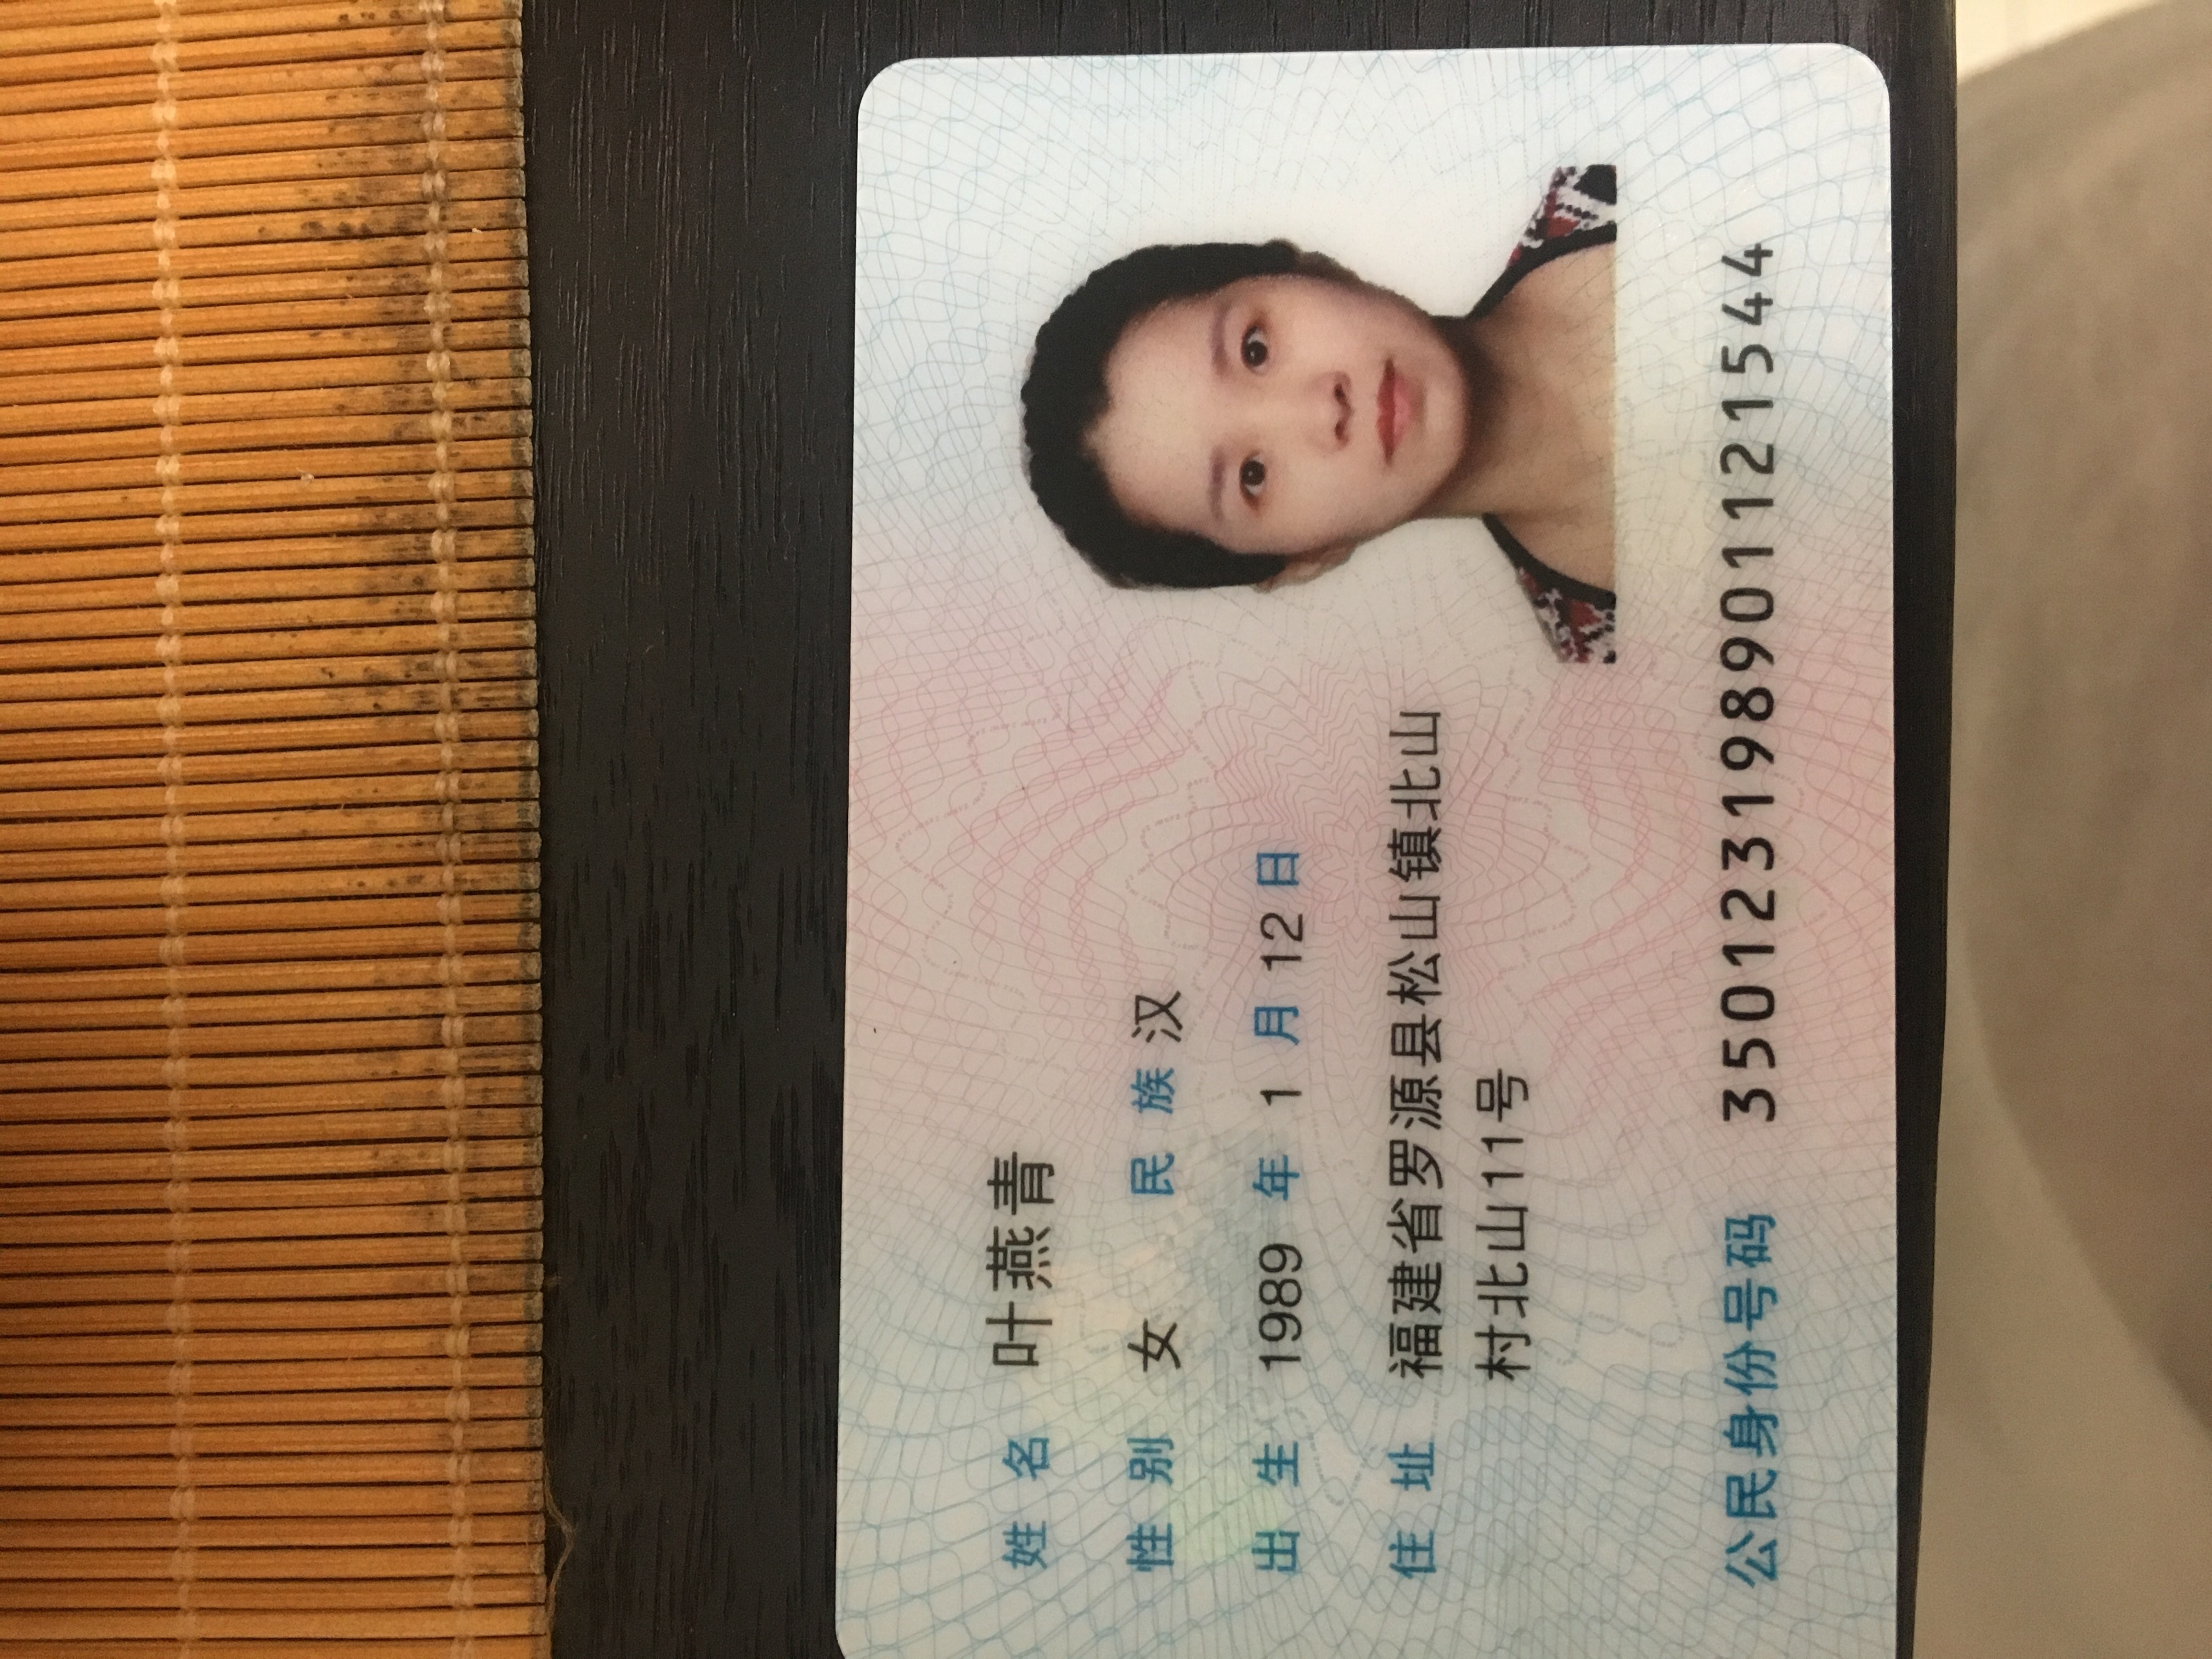 姓名 叶燕青
性别 女 民族 汉
出生 1989 年 1 月 12 日
住址 福建省罗源县松山镇北山
村北山11号
公民身份号码 350123198901121544